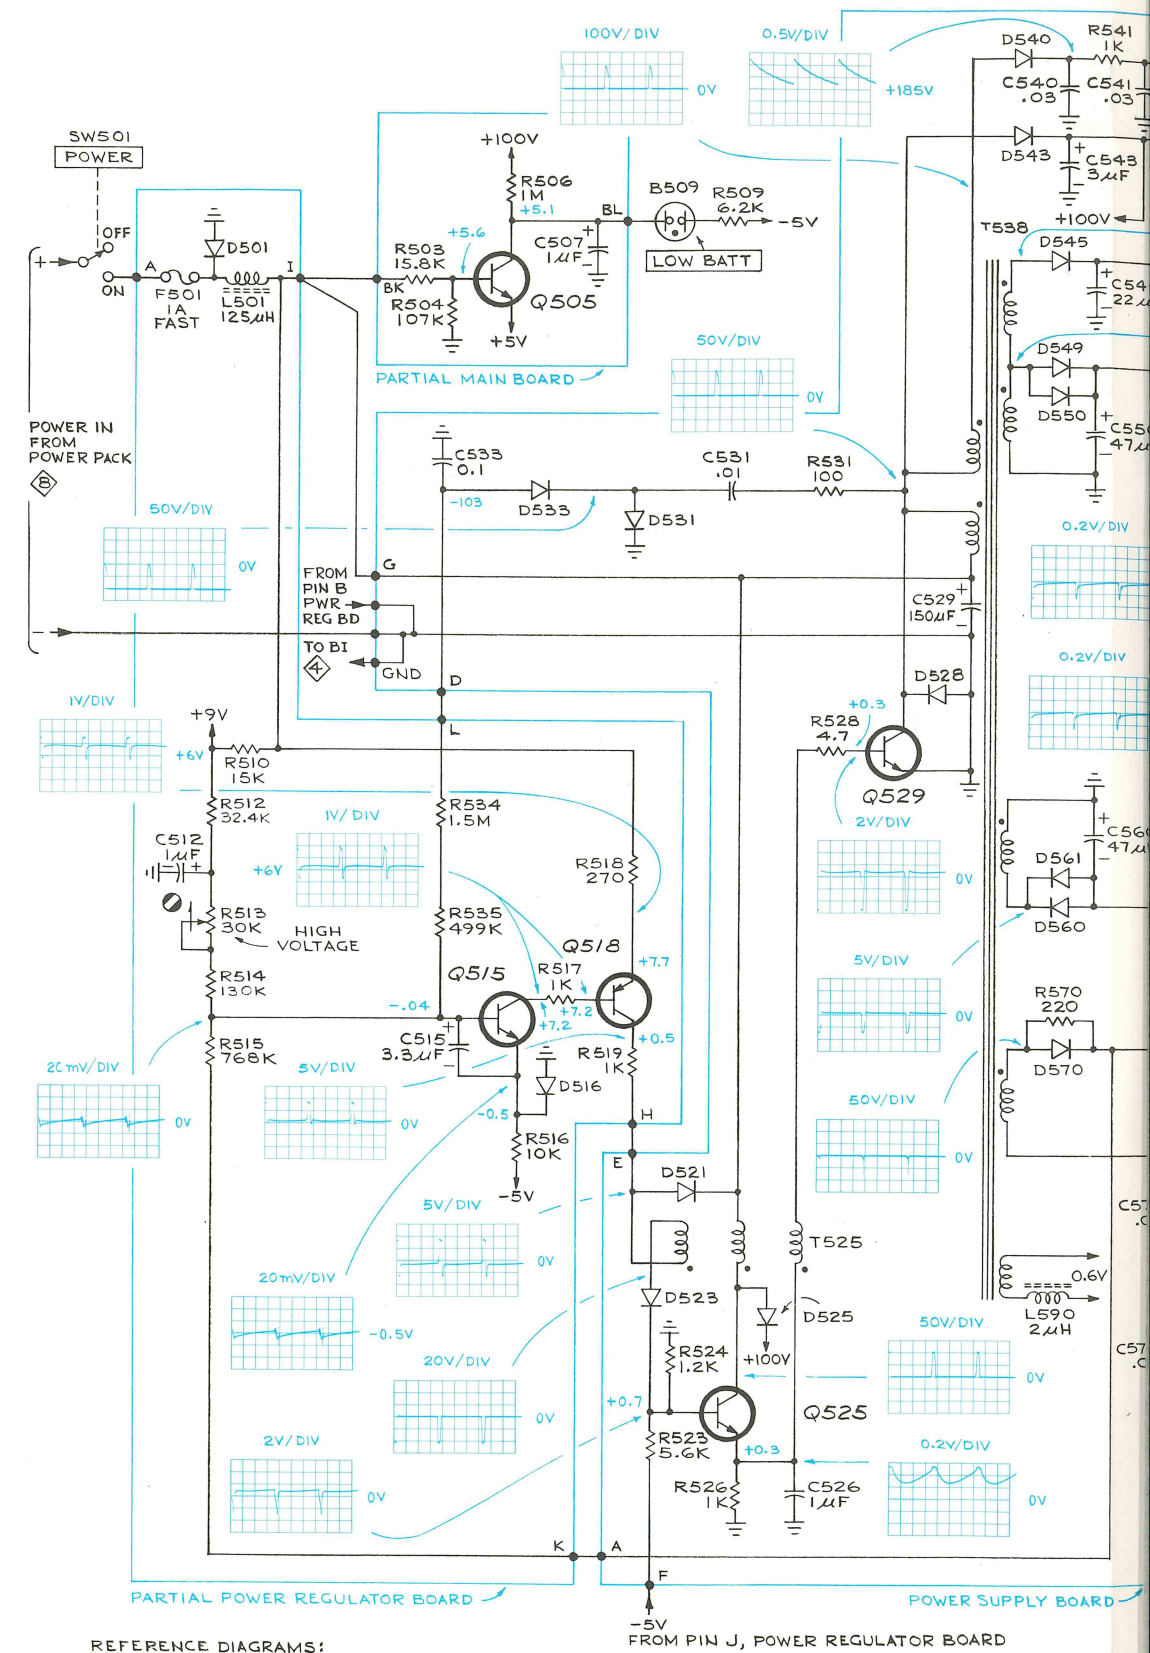 100V/DIV
0V
0.5V/DIV
+185V
D540
R541
1K
C540
.03
C541
.03
D543
C543
3µF
+100V
SW501
POWER
OFF
ON
A
F501
1A
FAST
D501
L501
125µH
I
BK
+100V
R506
1M
+5.1
BL
B509
R509
6.2K
-5V
LOW BATT
+5.6
R503
15.8K
R504
107K
C507
1µF
Q505
+5V
PARTIAL MAIN BOARD
T538
D545
22µ
D549
D550
47µ
50V/DIV
0V
POWER IN
FROM
POWER PACK
8
50V/DIV
0V
C533
0.1
-103
D533
D531
C531
.01
R531
100
FROM
PIN B
PWR
REG BD
G
TO BI
4
GND
D
L
C529
150µF
0.2V/DIV
0.2V/DIV
D528
+0.3
R528
4.7
Q529
1V/DIV
+6V
+9V
R510
15K
R512
32.4K
C512
1µF
R513
30K
HIGH
VOLTAGE
R514
130K
R515
768K
1V/DIV
+6V
R534
1.5M
R535
499K
R518
270
Q518
+7.7
Q515
R517
1K
+7.2
+7.2
-.04
C515
3.3µF
+0.5
R519
1K
D516
-0.5
R516
10K
-5V
H
E
2V/DIV
0V
5V/DIV
0V
47µ
D561
D560
R570
220
D570
50V/DIV
0V
20mV/DIV
0V
5V/DIV
0V
5V/DIV
0V
D521
T525
D523
D525
+100V
R524
1.2K
+0.7
R523
5.6K
Q525
+0.3
R526
1K
C526
1µF
20mV/DIV
-0.5V
20V/DIV
0V
2V/DIV
0V
50V/DIV
0V
0.2V/DIV
0V
0.6V
L590
2µH
K
A
F
PARTIAL POWER REGULATOR BOARD
POWER SUPPLY BOARD
-5V
FROM PIN J, POWER REGULATOR BOARD
REFERENCE DIAGRAMS: